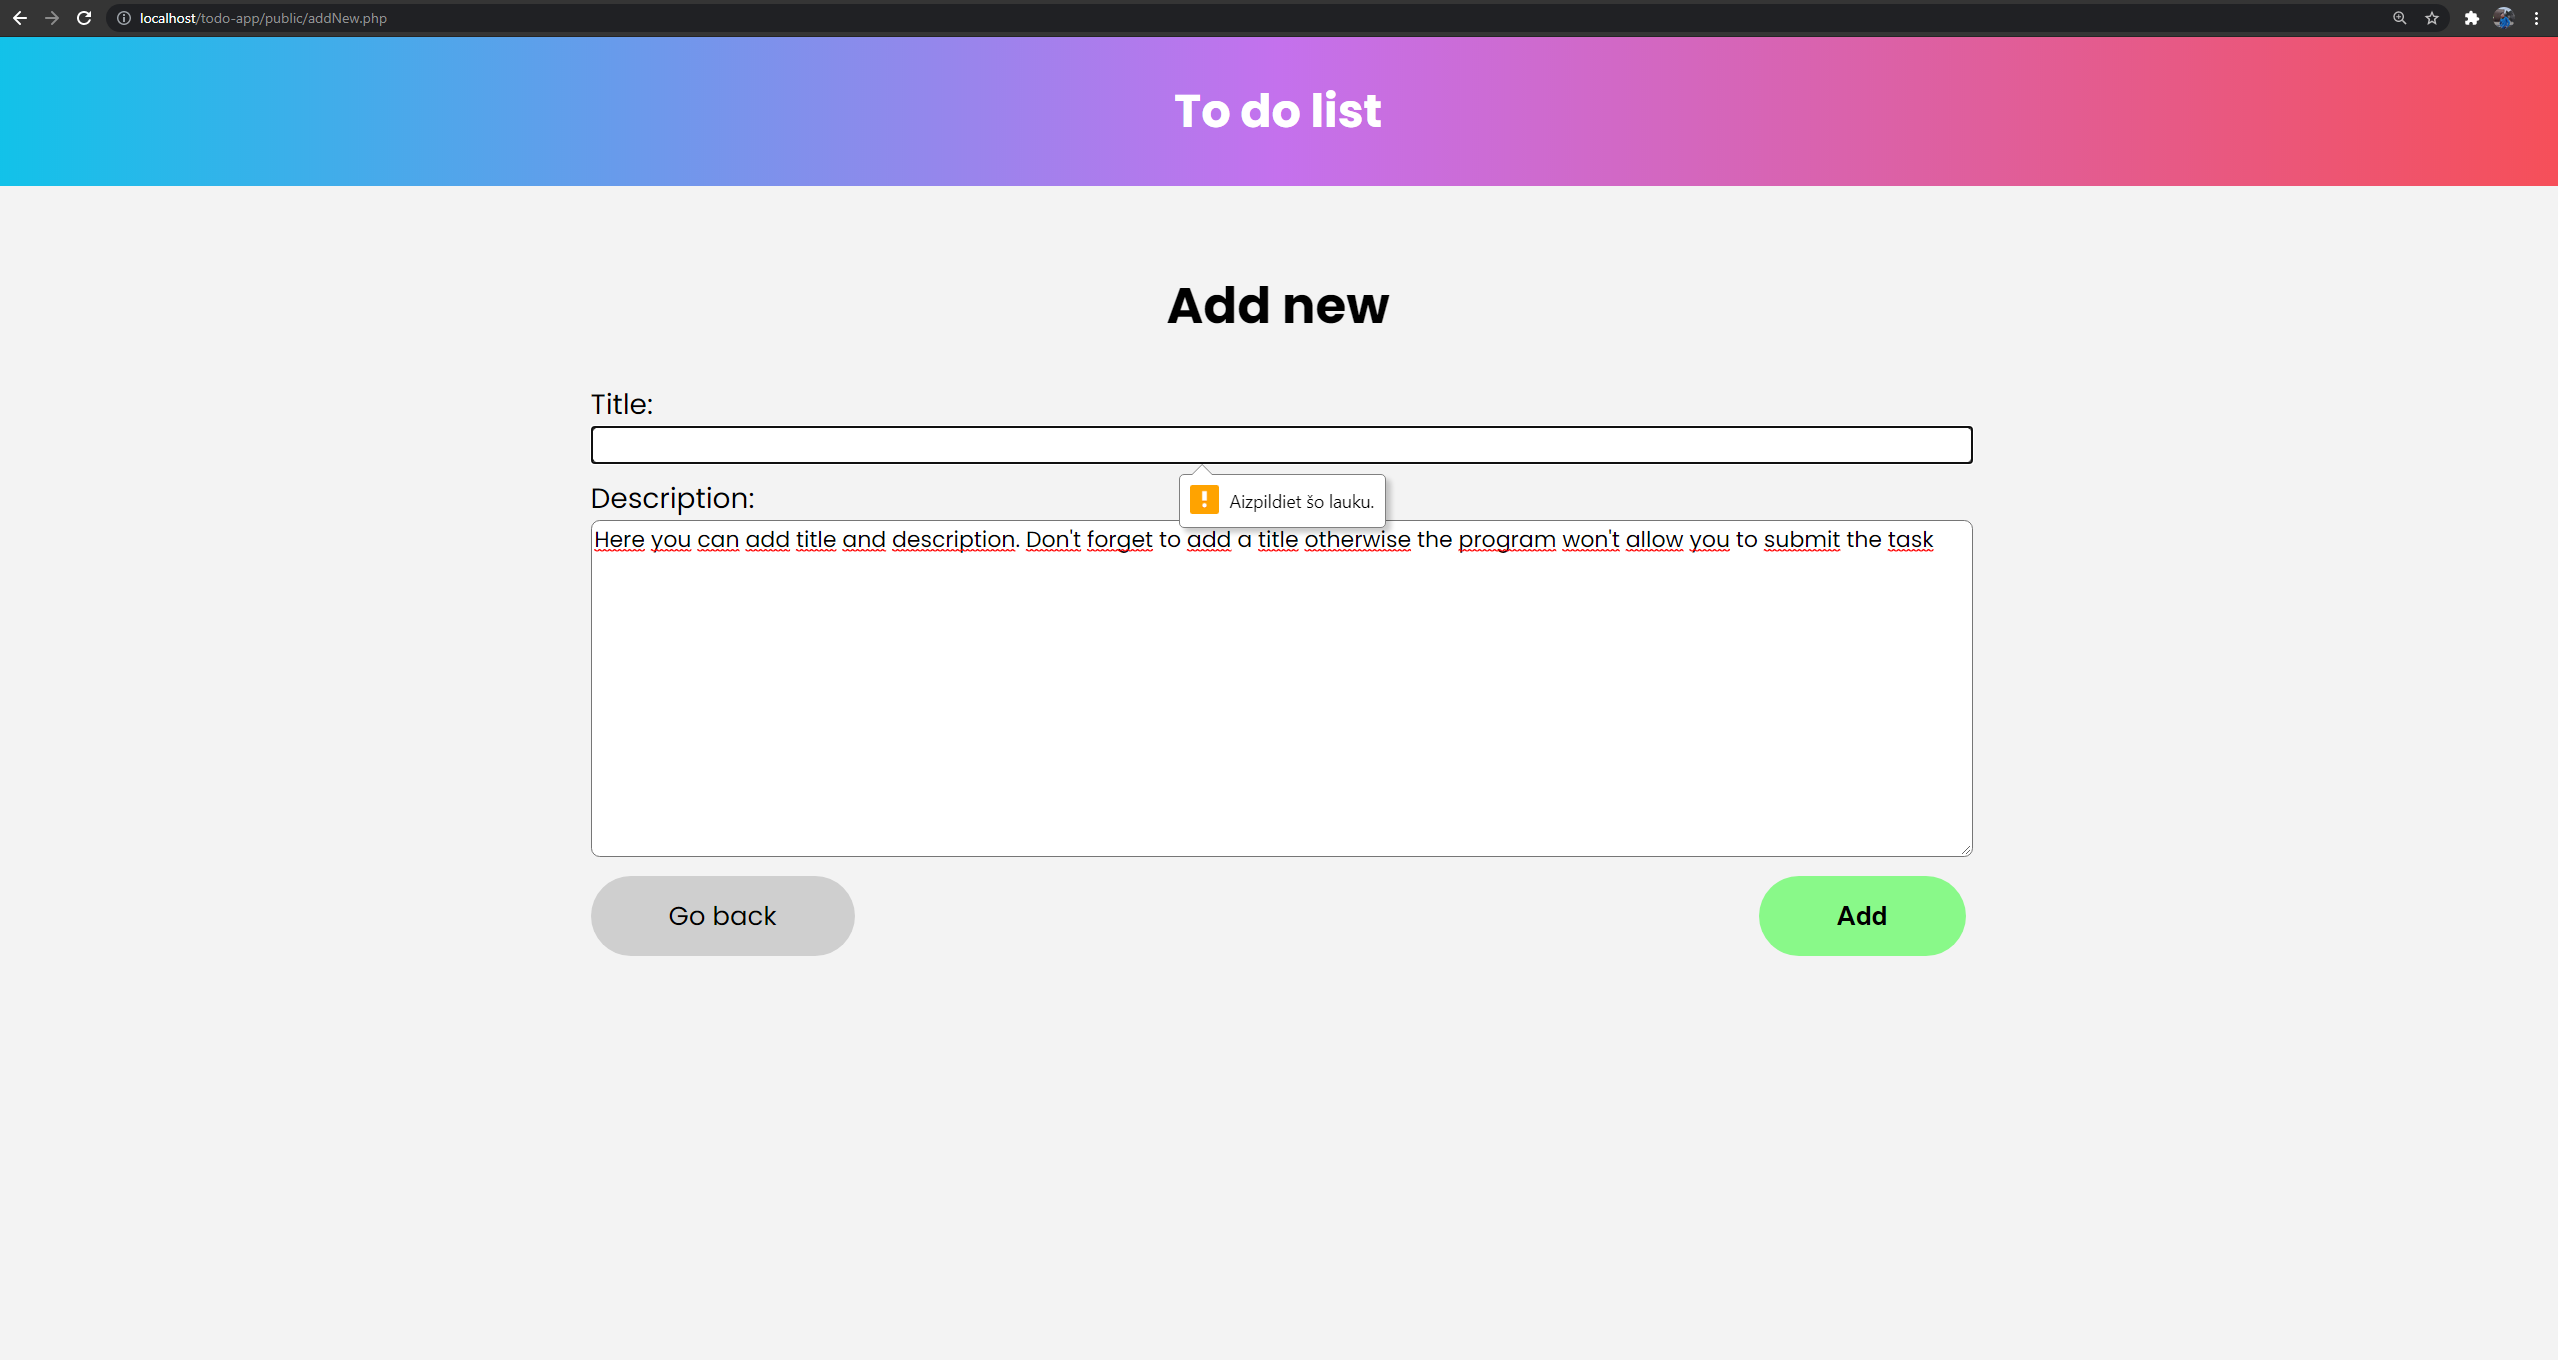 localhost/todo-app/public/addNew.php
To do list
Add new
Title:
Aizpildiet šo lauku.
Description:
Here you can add title and description. Don't forget to add a title otherwise the program won't allow you to submit the task
Go back
Add